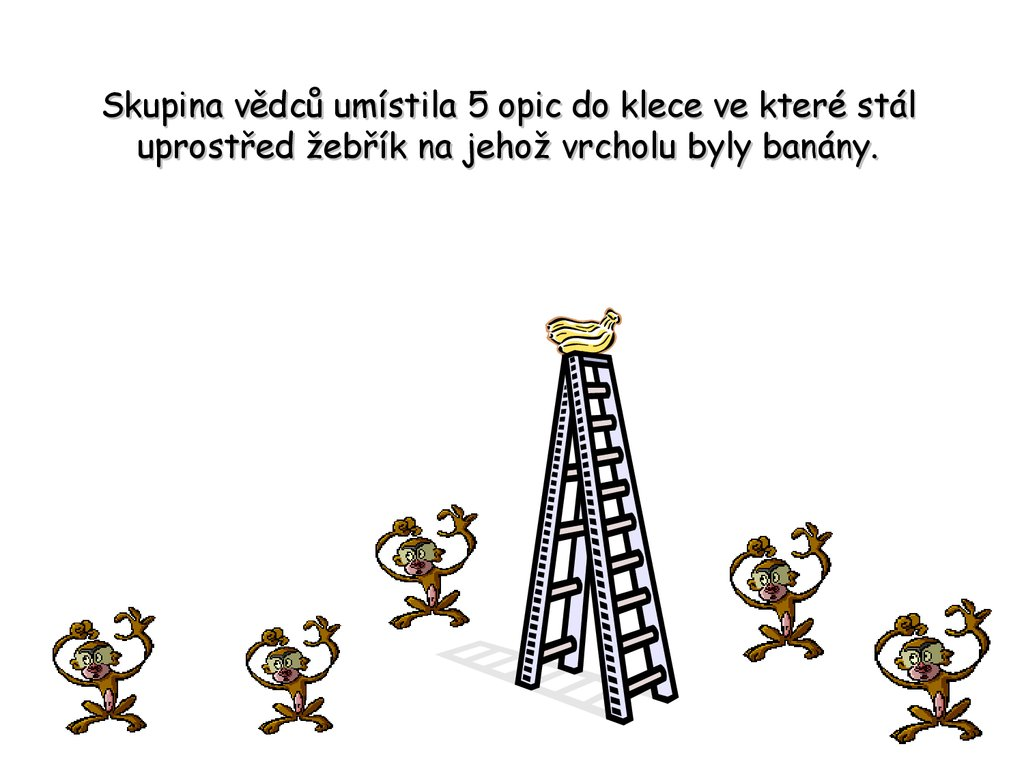 Skupina vědců umístila 5 opic do klece ve které stál
uprostřed žebřík na jehož vrcholu byly banány.